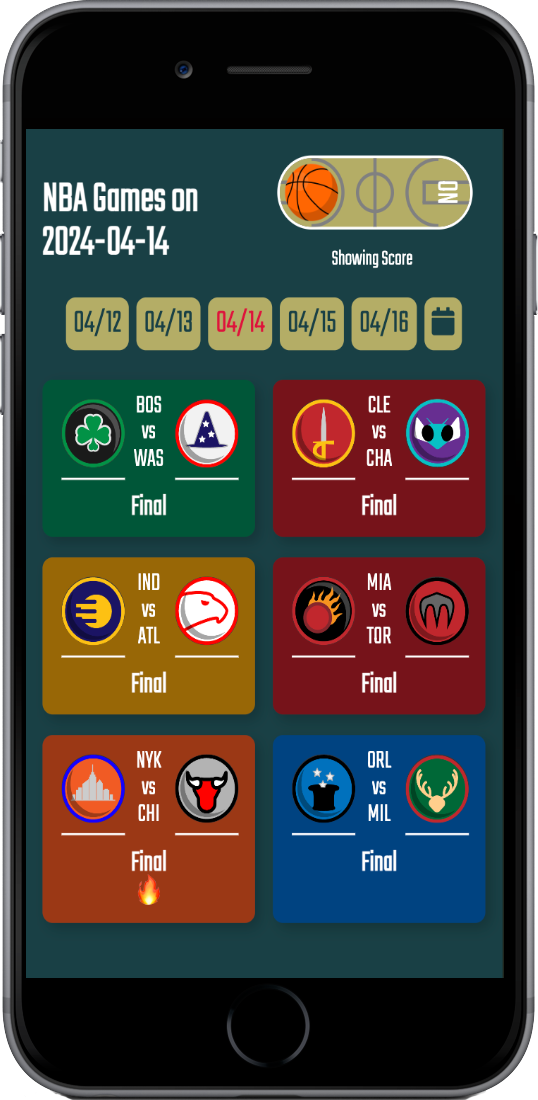 NBA Games on
2024-04-14
NO
Showing Score
04/12 04/13 04/14 04/15 04/16
BOS
vs
WAS
Final
CLE
vs
CHA
Final
IND
vs
ATL
Final
MIA
vs
TOR
Final
NYK
vs
CHI
Final
ORL
vs
MIL
Final